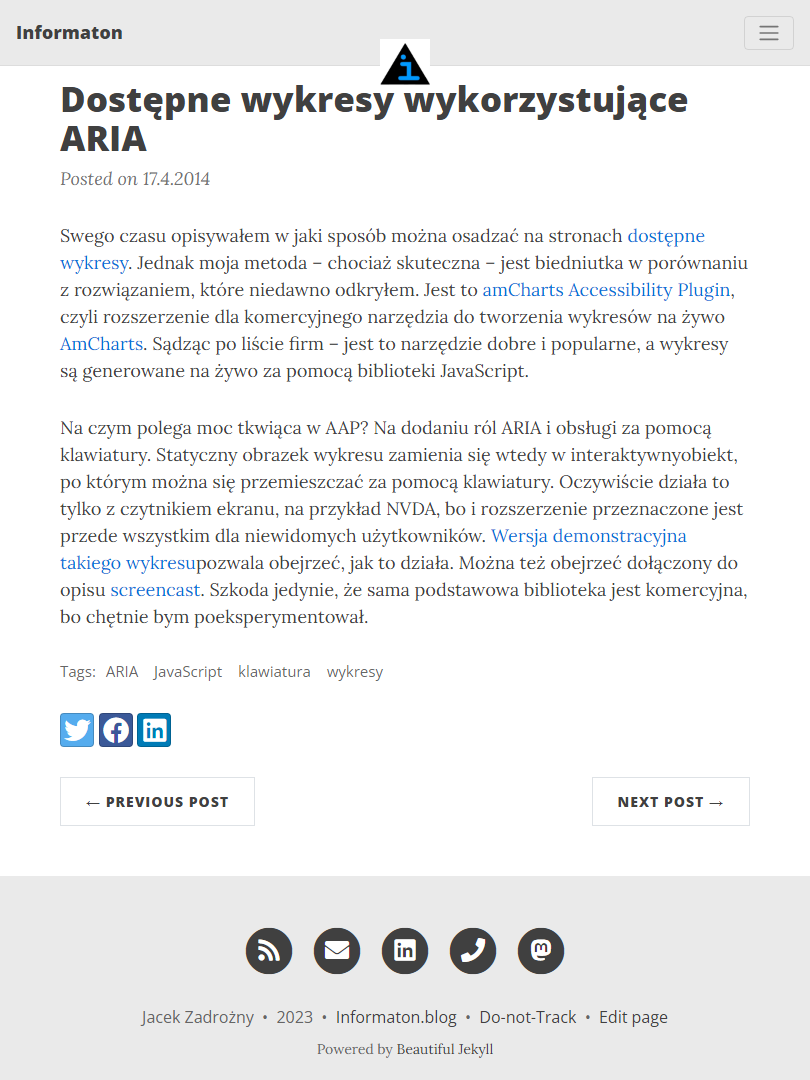 Informaton
Dostępne wykresy wykorzystujące
ARIA
Posted on 17.4.2014
Swego czasu opisywałem w jaki sposób można osadzać na stronach dostępne
wykresy. Jednak moja metoda – chociaż skuteczna – jest biedniutka w porównaniu
z rozwiązaniem, które niedawno odkryłem. Jest to amCharts Accessibility Plugin,
czyli rozszerzenie dla komercyjnego narzędzia do tworzenia wykresów na żywo
AmCharts. Sądząc po liście firm – jest to narzędzie dobre i popularne, a wykresy
są generowane na żywo za pomocą biblioteki JavaScript.
Na czym polega moc tkwiąca w AAP? Na dodaniu ról ARIA i obsługi za pomocą
klawiatury. Statyczny obrazek wykresu zamienia się wtedy w interaktywnyobiekt,
po którym można się przemieszczać za pomocą klawiatury. Oczywiście działa to
tylko z czytnikiem ekranu, na przykład NVDA, bo i rozszerzenie przeznaczone jest
przede wszystkim dla niewidomych użytkowników. Wersja demonstracyjna
takiego wykresupozwala obejrzeć, jak to działa. Można też obejrzeć dołączony do
opisu screencast. Szkoda jedynie, że sama podstawowa biblioteka jest komercyjna,
bo chętnie bym poeksperymentował.
Tags: ARIA JavaScript klawiatura wykresy
← PREVIOUS POST
NEXT POST →
Jacek Zadrożny • 2023 • Informaton.blog • Do-not-Track • Edit page
Powered by Beautiful Jekyll